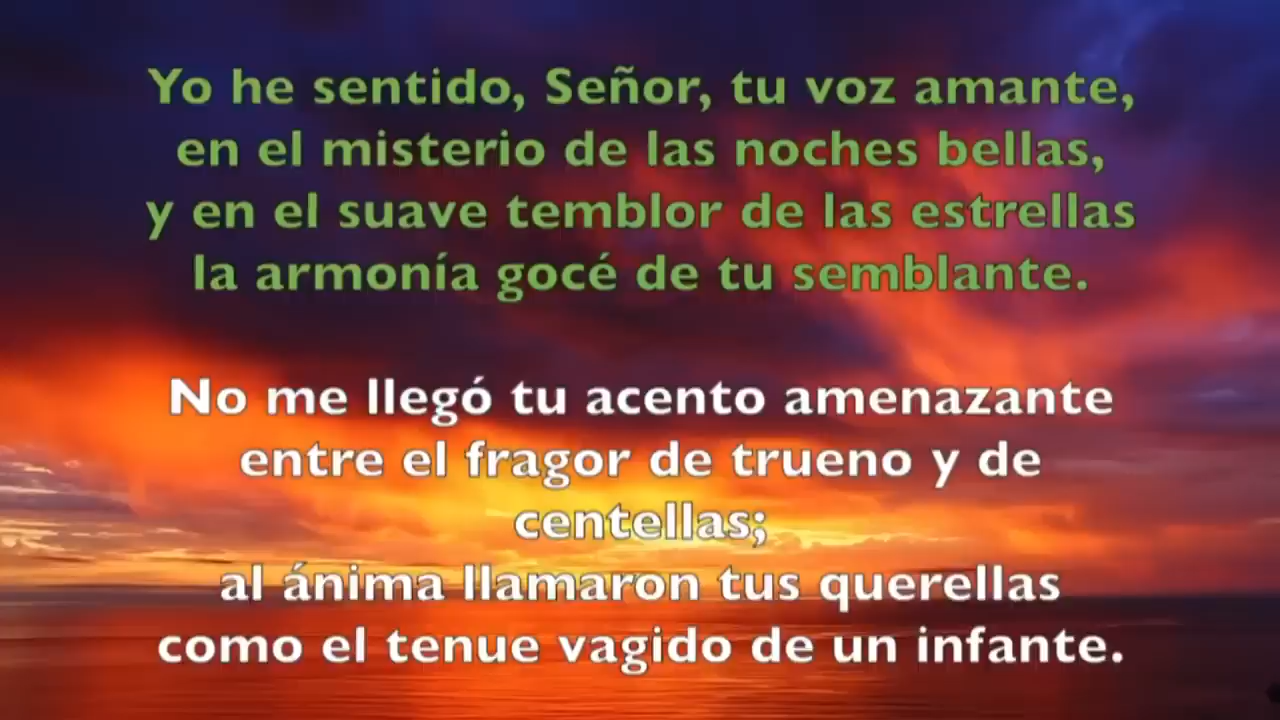 Yo he sentido, Señor, tu voz amante,
en el misterio de las noches bellas,
y en el suave temblor de las estrellas
la armonía gocé de tu semblante.
No me llegó tu acento amenazante
entre el fragor de trueno y de
centellas;
al ánima llamaron tus querellas
como el tenue vagido de un infante.